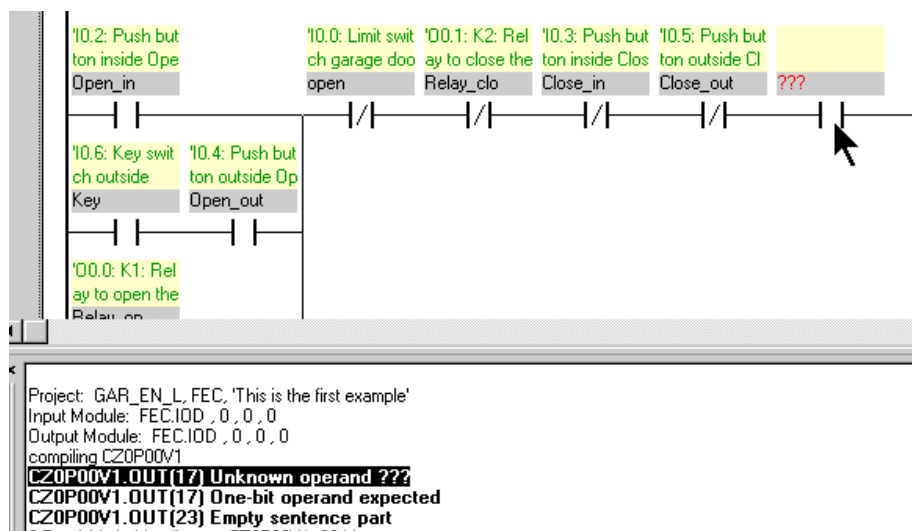 'I0.2: Push but 'I0.0: Limit swit 'O0.1: K2: Rel 'I0.3: Push but 'I0.5: Push but
ton inside Ope ch garage doo ay to close the ton inside Clos ton outside Cl
Open_in open Relay_clo Close_in Close_out ???
'I0.6: Key swit 'I0.4: Push but
ch outside ton outside Op
Key Open_out
'O0.0: K1: Rel
ay to open the
Relay_op
Project: GAR_EN_L, FEC, 'This is the first example'
Input Module: FEC.IOD , 0 , 0 , 0
Output Module: FEC.IOD , 0 , 0 , 0
compiling CZ0P00V1
CZ0P00V1.OUT(17) Unknown operand ???
CZ0P00V1.OUT(17) One-bit operand expected
CZ0P00V1.OUT(23) Empty sentence part